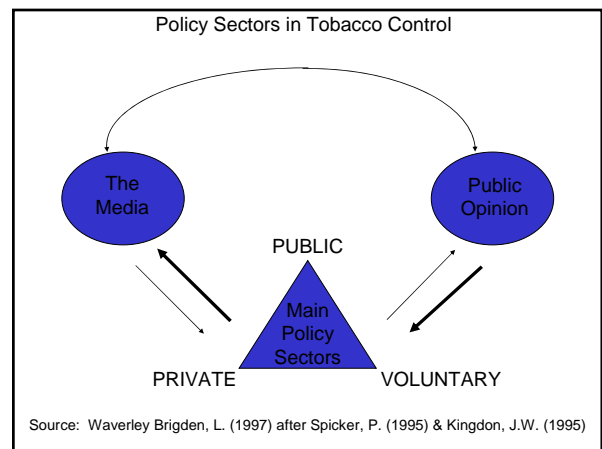 Policy Sectors in Tobacco Control
The
Media
Public
Opinion
PUBLIC
Main
Policy
Sectors
PRIVATE
VOLUNTARY
Source:  Waverley Brigden, L. (1997) after Spicker, P. (1995) & Kingdon, J.W. (1995)